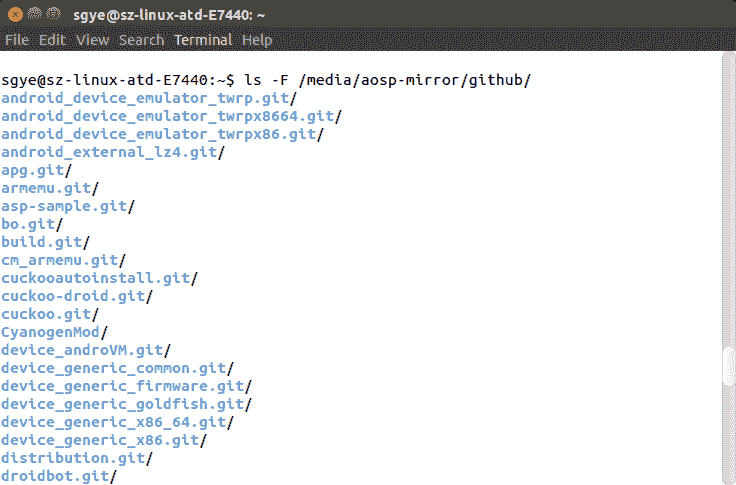 sgye@sz-linux-atd-E7440: ~
File Edit View Search Terminal Help
sgye@sz-linux-atd-E7440:~$ ls -F /media/aosp-mirror/github/
android_device_emulator_twrp.git/
android_device_emulator_twrpx8664.git/
android_device_emulator_twrpx86.git/
android_external_lz4.git/
apg.git/
armemu.git/
asp-sample.git/
bo.git/
build.git/
cm_armemu.git/
cuckooautoinstall.git/
cuckoo-droid.git/
cuckoo.git/
CyanogenMod/
device_androVM.git/
device_generic_common.git/
device_generic_firmware.git/
device_generic_goldfish.git/
device_generic_x86_64.git/
device_generic_x86.git/
distribution.git/
droidbot.git/